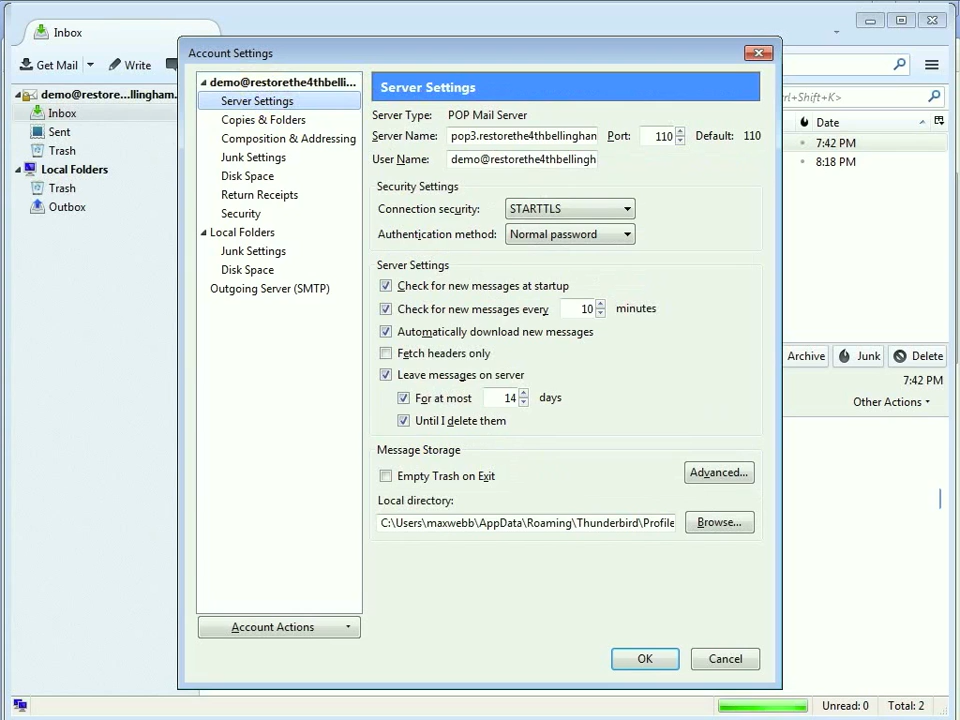 Inbox
Get Mail
Write
demo@restore...llingham.
Inbox
Sent
Trash
Local Folders
Trash
Outbox
Account Settings
demo@restorethe4thbelli...
Server Settings
Copies & Folders
Composition & Addressing
Junk Settings
Disk Space
Return Receipts
Security
Local Folders
Junk Settings
Disk Space
Outgoing Server (SMTP)
Account Actions
Server Settings
Server Type: POP Mail Server
Server Name: pop3.restorethe4thbellinghan Port: 110 Default: 110
User Name: demo@restorethe4thbellingh
Security Settings
Connection security: STARTTLS
Authentication method: Normal password
Server Settings
Check for new messages at startup
Check for new messages every 10 minutes
Automatically download new messages
Fetch headers only
Leave messages on server
For at most 14 days
Until I delete them
Message Storage
Empty Trash on Exit
Advanced...
Local directory:
C:\Users\maxwebb\AppData\Roaming\Thunderbird\Profile
Browse...
OK
Cancel
trl+Shift+K>
Date
7:42 PM
8:18 PM
Archive
Junk
Delete
7:42 PM
Other Actions
Unread: 0
Total: 2